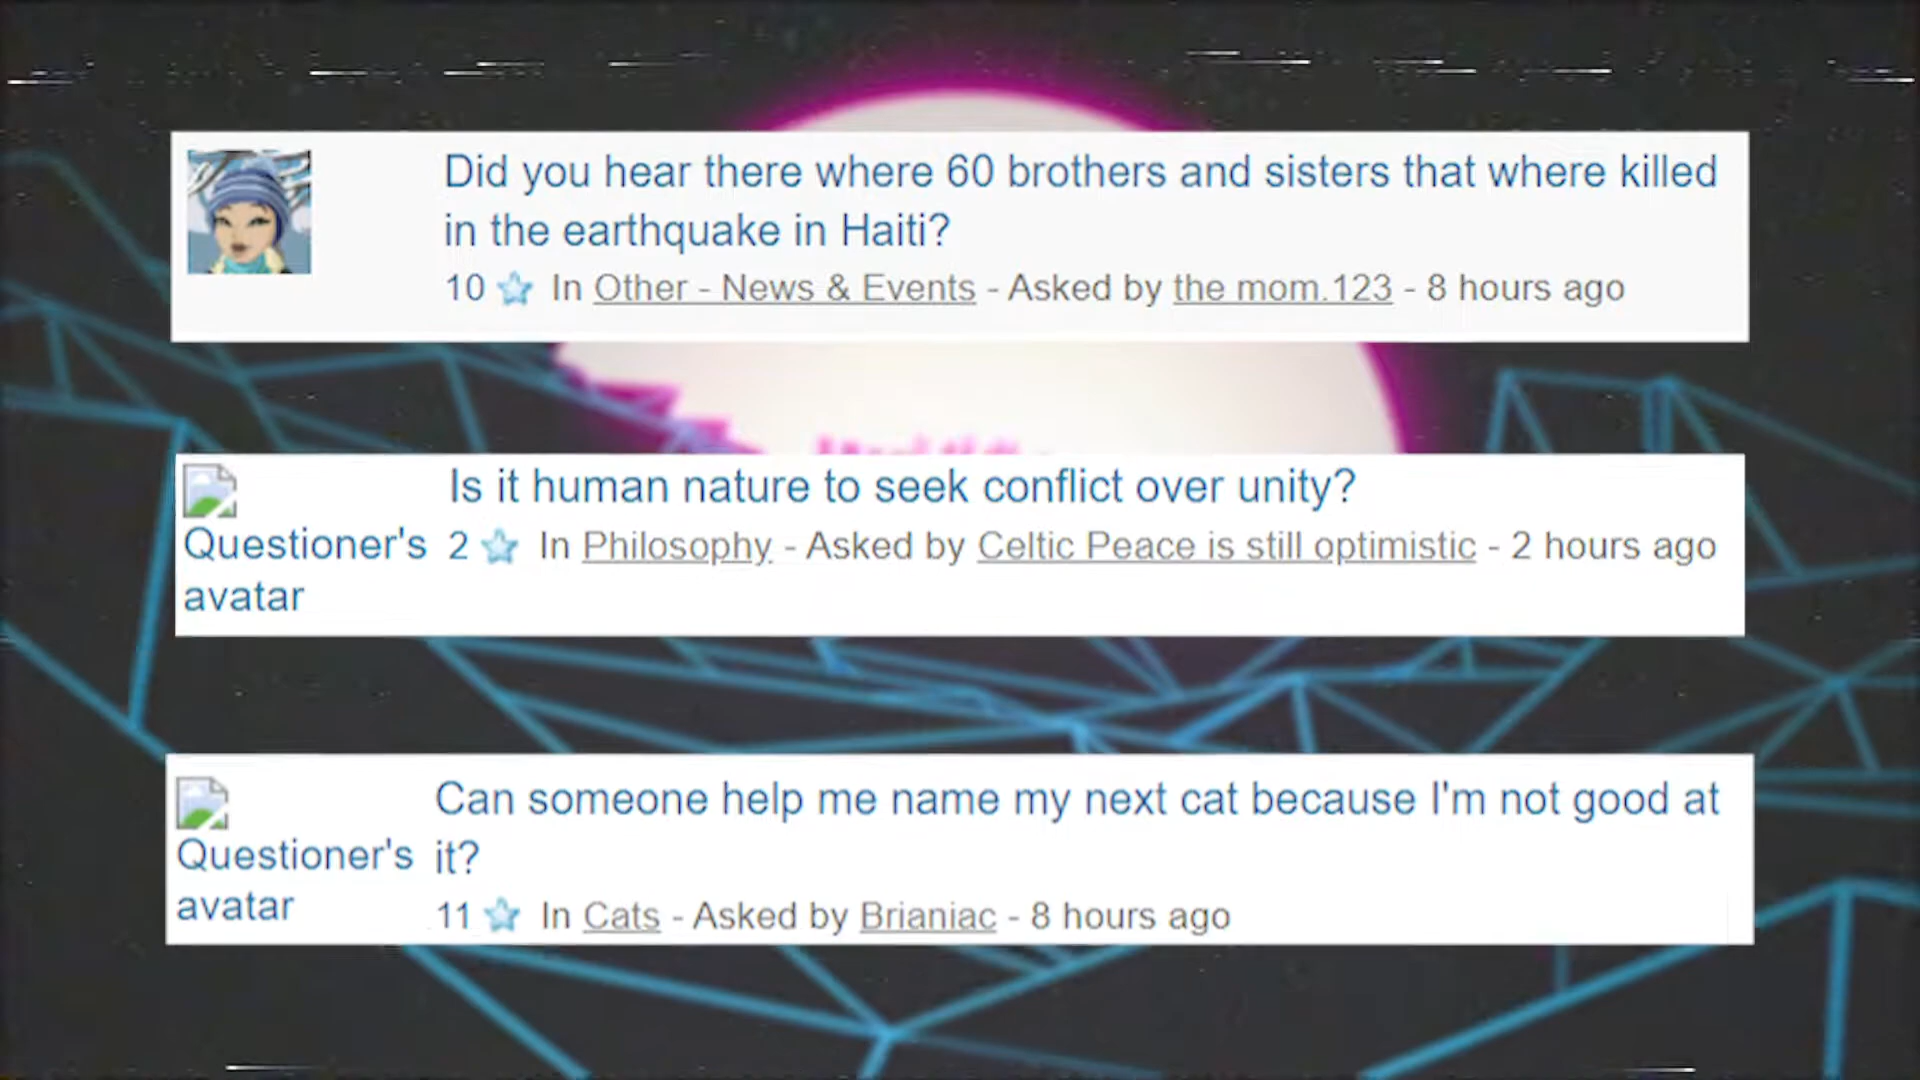 Did you hear there where 60 brothers and sisters that where killed
in the earthquake in Haiti?
10 In Other - News & Events - Asked by the mom.123 - 8 hours ago
Is it human nature to seek conflict over unity?
Questioner's 2 In Philosophy - Asked by Celtic Peace is still optimistic - 2 hours ago
avatar
Can someone help me name my next cat because I'm not good at
Questioner's it?
avatar 11 In Cats - Asked by Brianiac - 8 hours ago